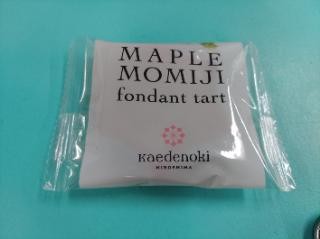 MAPLE
MOMIJI
fondant tart
Kaedenoki
HIROSHIMA